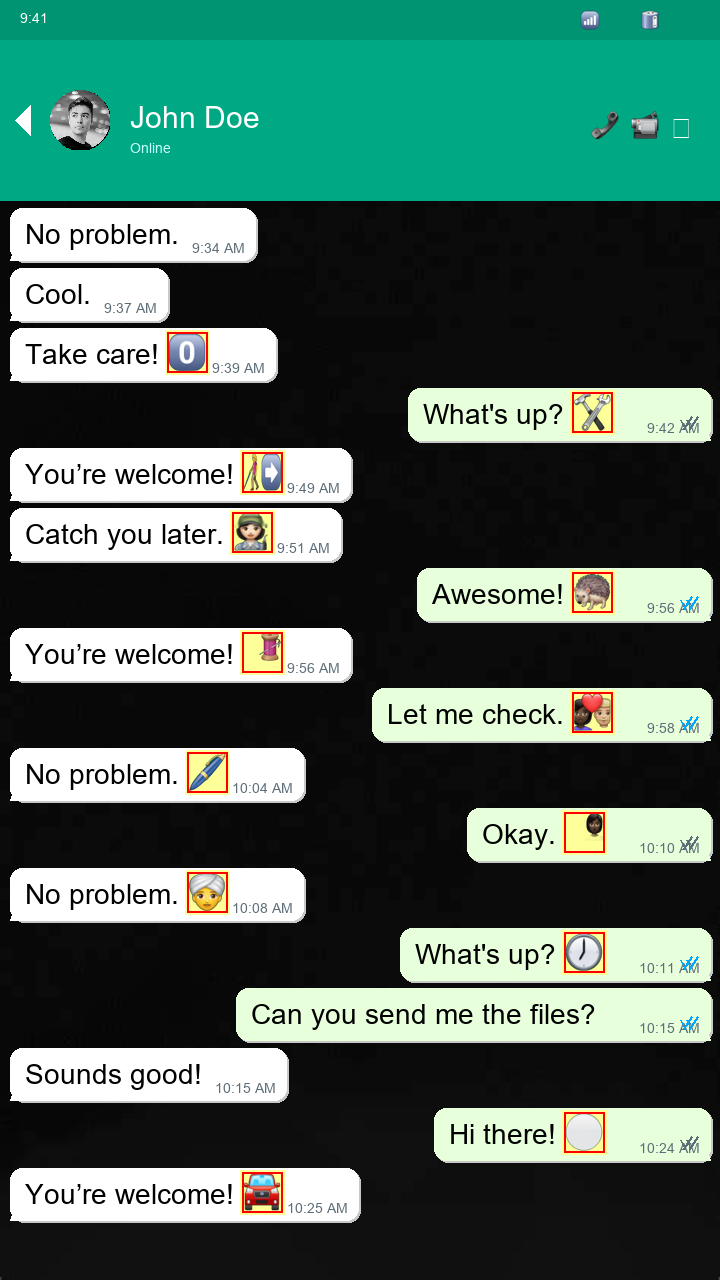 9:41
John Doe
Online
No problem. 9:34 AM
Cool. 9:37 AM
Take care! 0️⃣ 9:39 AM
What's up? 🛠️ 9:42 AM
You’re welcome! 9:49 AM
Catch you later. 9:51 AM
Awesome! 🦔 9:56 AM
You’re welcome! 🧵 9:56 AM
Let me check. 9:58 AM
No problem. 🖊️ 10:04 AM
Okay. 10:10 AM
No problem. 👳 10:08 AM
What's up? 🕖 10:11 AM
Can you send me the files? 10:15 AM
Sounds good! 10:15 AM
Hi there! ⚪ 10:24 AM
You’re welcome! 🚘 10:25 AM